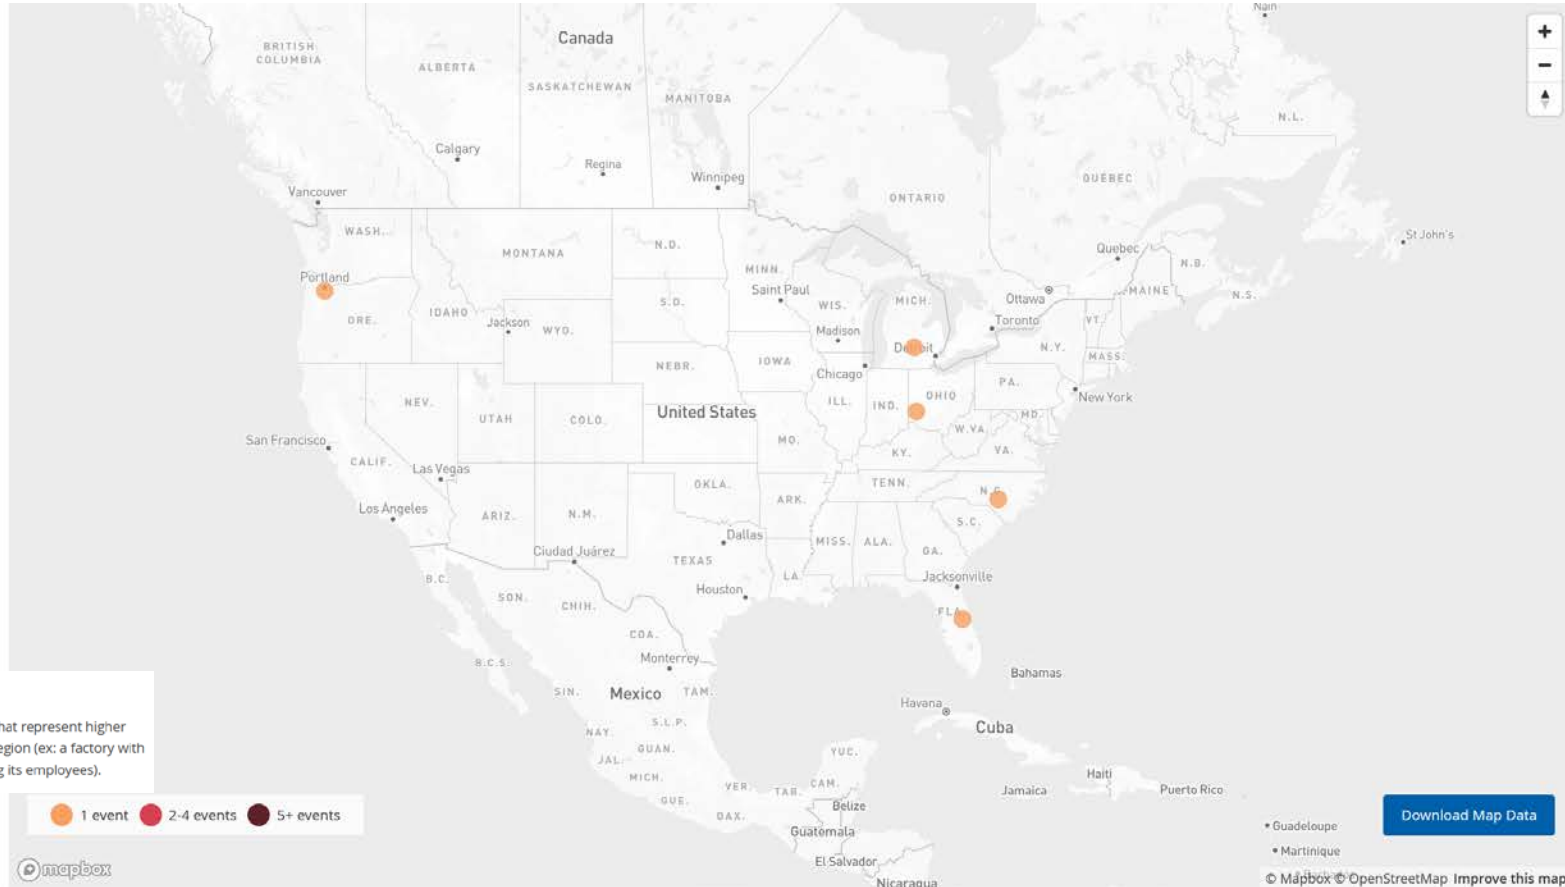 Nain
Canada
BRITISH
COLUMBIA
ALBERTA
SASKATCHEWAN
MANITOBA
N.L.
Calgary
Regina
Winnipeg
QUEBEC
ONTARIO
Vancouver
WASH.
MONTANA
N.D.
St John's
Quebec
N.B.
MINN.
Portland
Saint Paul
MICH.
Ottawa
MAINE
N.S.
ORE.
IDAHO
Jackson
WYO.
S.D.
WIS.
Madison
Toronto
VT.
Detroit
N.Y.
MASS.
NEBR.
IOWA
Chicago
PA.
New York
NEV.
UTAH
COLO.
United States
ILL.
IND.
OHIO
MD.
W.VA.
San Francisco
CALIF.
Las Vegas
MO.
KY.
VA.
Los Angeles
ARIZ.
N.M.
OKLA.
ARK.
TENN.
N.C.
S.C.
Dallas
MISS.
ALA.
GA.
Ciudad Juárez
TEXAS
LA.
Jacksonville
B.C.
SON.
CHIH.
Houston
FLA.
COA.
B.C.S.
Monterrey
Bahamas
SIN.
Mexico
TAM.
Havana
Cuba
hat represent higher
egion (ex: a factory with
g its employees).
NAY.
S.L.P.
GUAN.
JAL.
MICH.
YUC.
CAM.
VER.
TAB.
GUE.
OAX.
Haiti
Jamaica
Puerto Rico
Belize
1 event
2-4 events
5+ events
Guatemala
El Salvador
Nicaragua
Guadeloupe
Martinique
Download Map Data
mapbox
© Mapbox © OpenStreetMap Improve this map